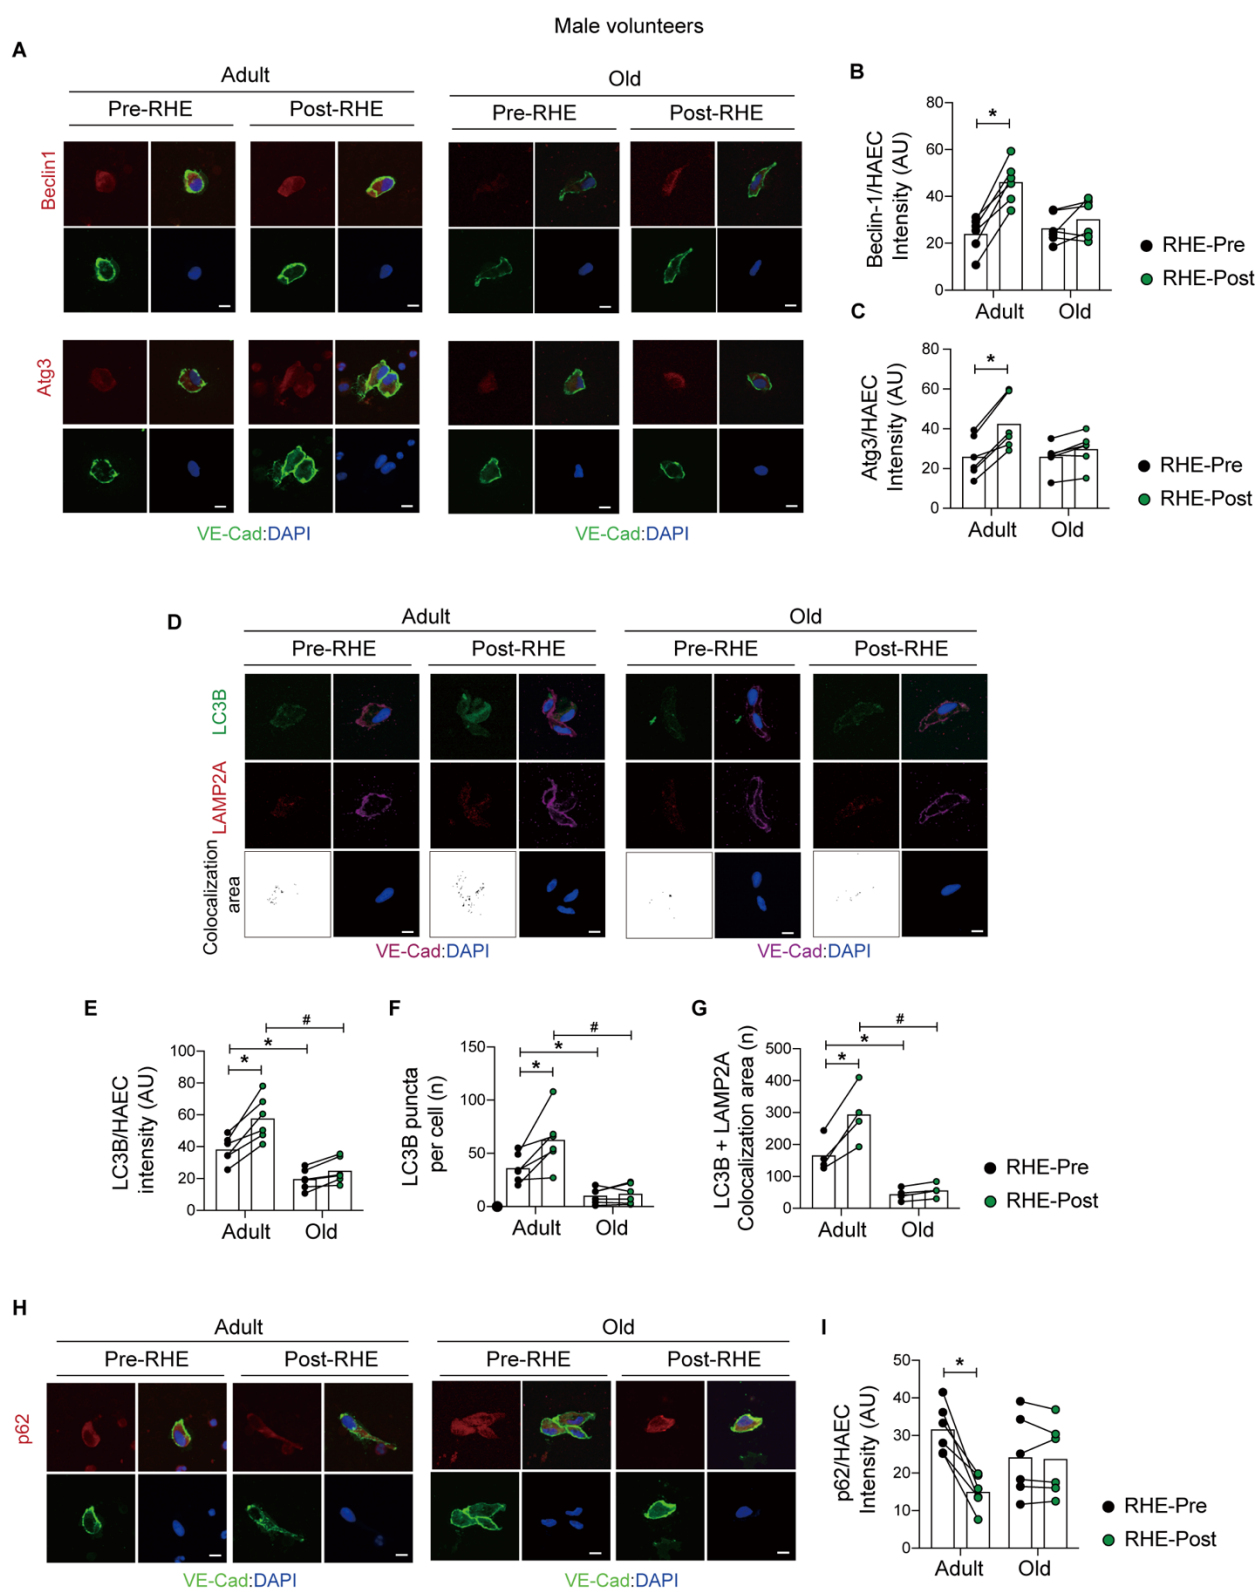 Male volunteers
A
Adult
Old
Pre-RHE
Post-RHE
Pre-RHE
Post-RHE
Beclin1
Atg3
VE-Cad:DAPI
VE-Cad:DAPI
B
Beclin-1/HAEC
Intensity (AU)
80
60
40
20
0
*
Adult
Old
RHE-Pre
RHE-Post
C
Atg3/HAEC
Intensity (AU)
80
60
40
20
0
*
Adult
Old
RHE-Pre
RHE-Post
D
Adult
Old
Pre-RHE
Post-RHE
Pre-RHE
Post-RHE
LC3B
LAMP2A
Colocalization
area
VE-Cad:DAPI
VE-Cad:DAPI
E
LC3B/HAEC
intensity (AU)
100
80
60
40
20
0
#
*
*
Adult
Old
F
LC3B puncta
per cell (n)
150
100
50
0
#
*
*
Adult
Old
G
LC3B + LAMP2A
Colocalization area (n)
500
400
300
200
100
0
#
*
*
Adult
Old
RHE-Pre
RHE-Post
H
Adult
Old
Pre-RHE
Post-RHE
Pre-RHE
Post-RHE
p62
VE-Cad:DAPI
VE-Cad:DAPI
I
p62/HAEC
Intensity (AU)
50
40
30
20
10
0
*
Adult
Old
RHE-Pre
RHE-Post